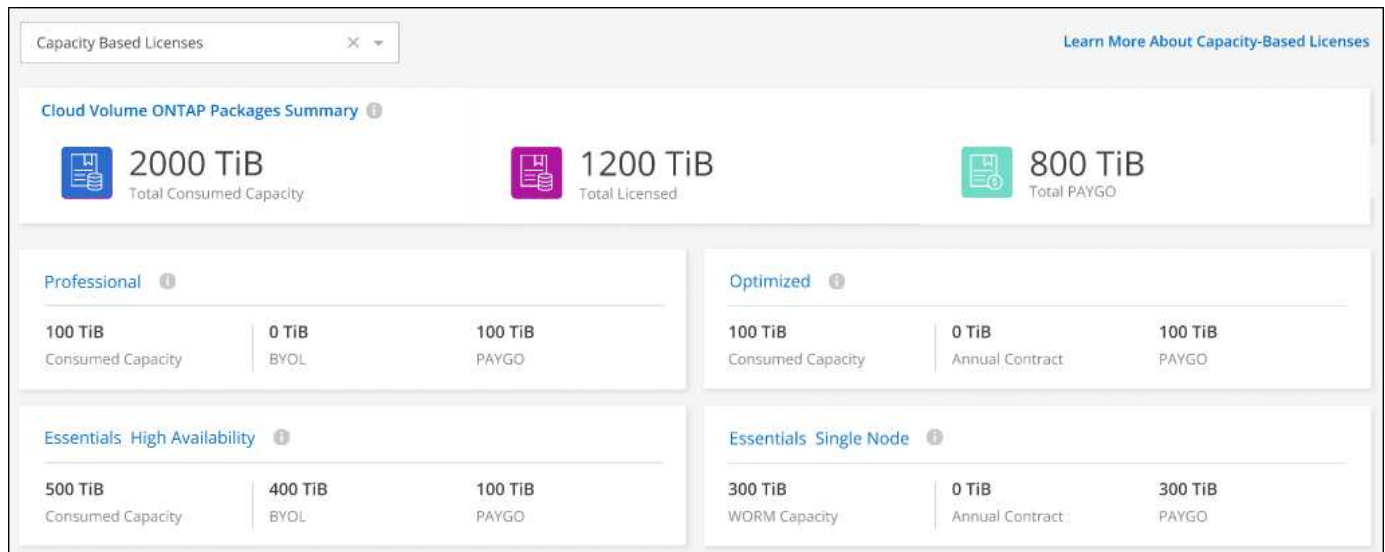 Capacity Based Licenses
Learn More About Capacity-Based Licenses
Cloud Volume ONTAP Packages Summary
2000 TiB
Total Consumed Capacity
1200 TiB
Total Licensed
800 TiB
Total PAYGO
Professional
100 TiB
Consumed Capacity
0 TiB
BYOL
100 TiB
PAYGO
Optimized
100 TiB
Consumed Capacity
0 TiB
Annual Contract
100 TiB
PAYGO
Essentials High Availability
500 TiB
Consumed Capacity
400 TiB
BYOL
100 TiB
PAYGO
Essentials Single Node
300 TiB
WORM Capacity
0 TiB
Annual Contract
300 TiB
PAYGO